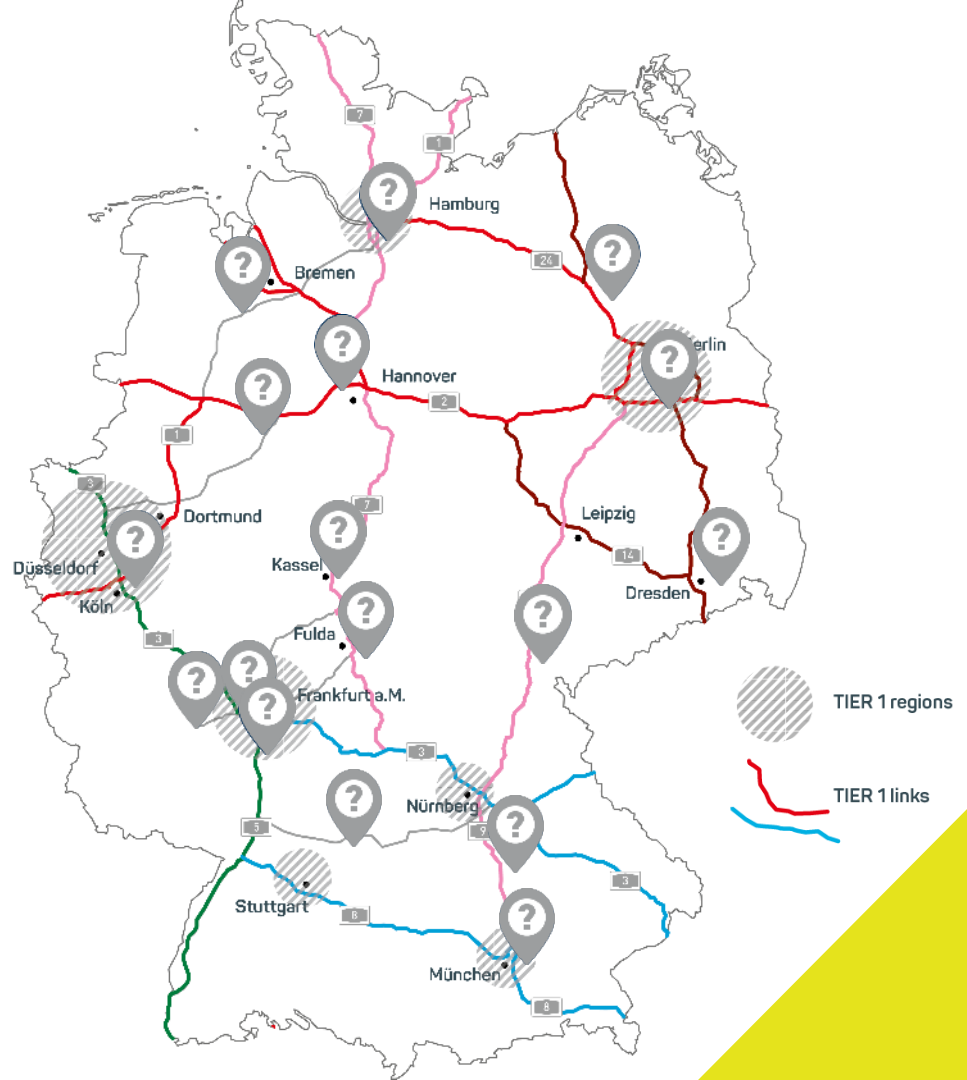 7
1
?
Hamburg
?
24
?
Bremen
?
erlin
?
Hannover
?
2
1
3
7
Dortmund
Leipzig
?
?
?
14
Düsseldorf
Kassel
Dresden
Köln
?
?
3
Fulda
?
?
Frankfurt a.M.
?
TIER 1 regions
3
?
Nürnberg
TIER 1 links
5
9
?
3
Stuttgart
8
?
München
8